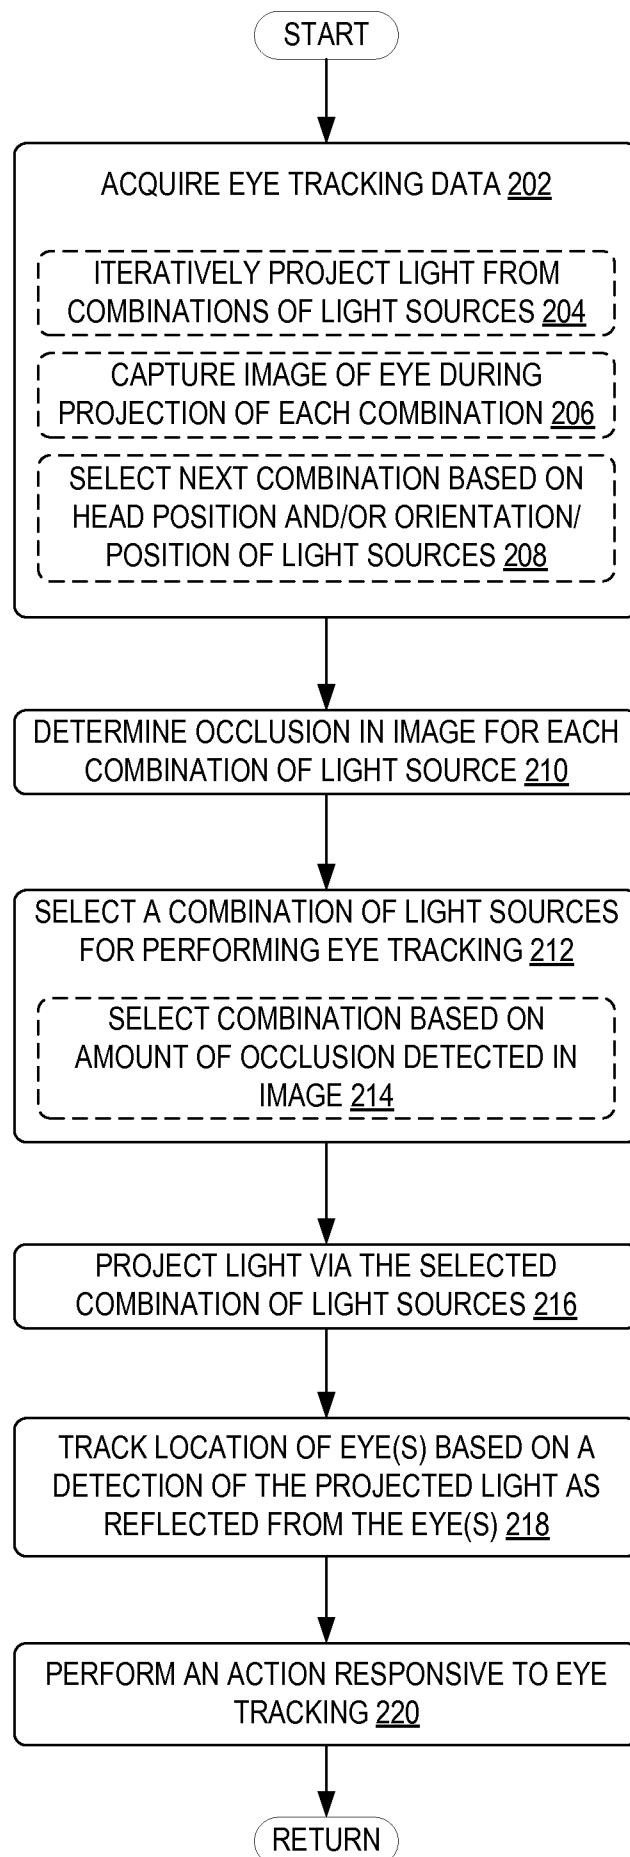 START
ACQUIRE EYE TRACKING DATA 202
ITERATIVELY PROJECT LIGHT FROM
COMBINATIONS OF LIGHT SOURCES 204
CAPTURE IMAGE OF EYE DURING
PROJECTION OF EACH COMBINATION 206
SELECT NEXT COMBINATION BASED ON
HEAD POSITION AND/OR ORIENTATION/
POSITION OF LIGHT SOURCES 208
DETERMINE OCCLUSION IN IMAGE FOR EACH
COMBINATION OF LIGHT SOURCE 210
SELECT A COMBINATION OF LIGHT SOURCES
FOR PERFORMING EYE TRACKING 212
SELECT COMBINATION BASED ON
AMOUNT OF OCCLUSION DETECTED IN
IMAGE 214
PROJECT LIGHT VIA THE SELECTED
COMBINATION OF LIGHT SOURCES 216
TRACK LOCATION OF EYE(S) BASED ON A
DETECTION OF THE PROJECTED LIGHT AS
REFLECTED FROM THE EYE(S) 218
PERFORM AN ACTION RESPONSIVE TO EYE
TRACKING 220
RETURN